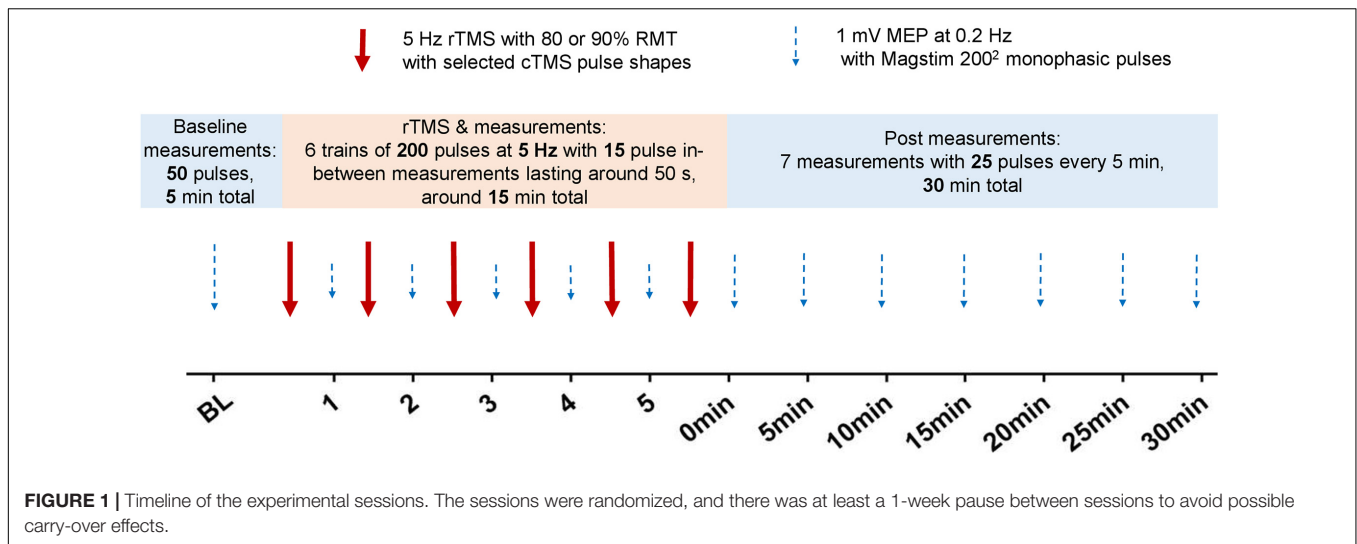 5 Hz rTMS with 80 or 90% RMT
with selected cTMS pulse shapes
1 mV MEP at 0.2 Hz
with Magstim 200² monophasic pulses
Baseline
measurements:
50 pulses,
5 min total
rTMS & measurements:
6 trains of 200 pulses at 5 Hz with 15 pulse in-
between measurements lasting around 50 s,
around 15 min total
Post measurements:
7 measurements with 25 pulses every 5 min,
30 min total
BL
1
2
3
4
5
0min
5min
10min
15min
20min
25min
30min
FIGURE 1 | Timeline of the experimental sessions. The sessions were randomized, and there was at least a 1-week pause between sessions to avoid possible
carry-over effects.